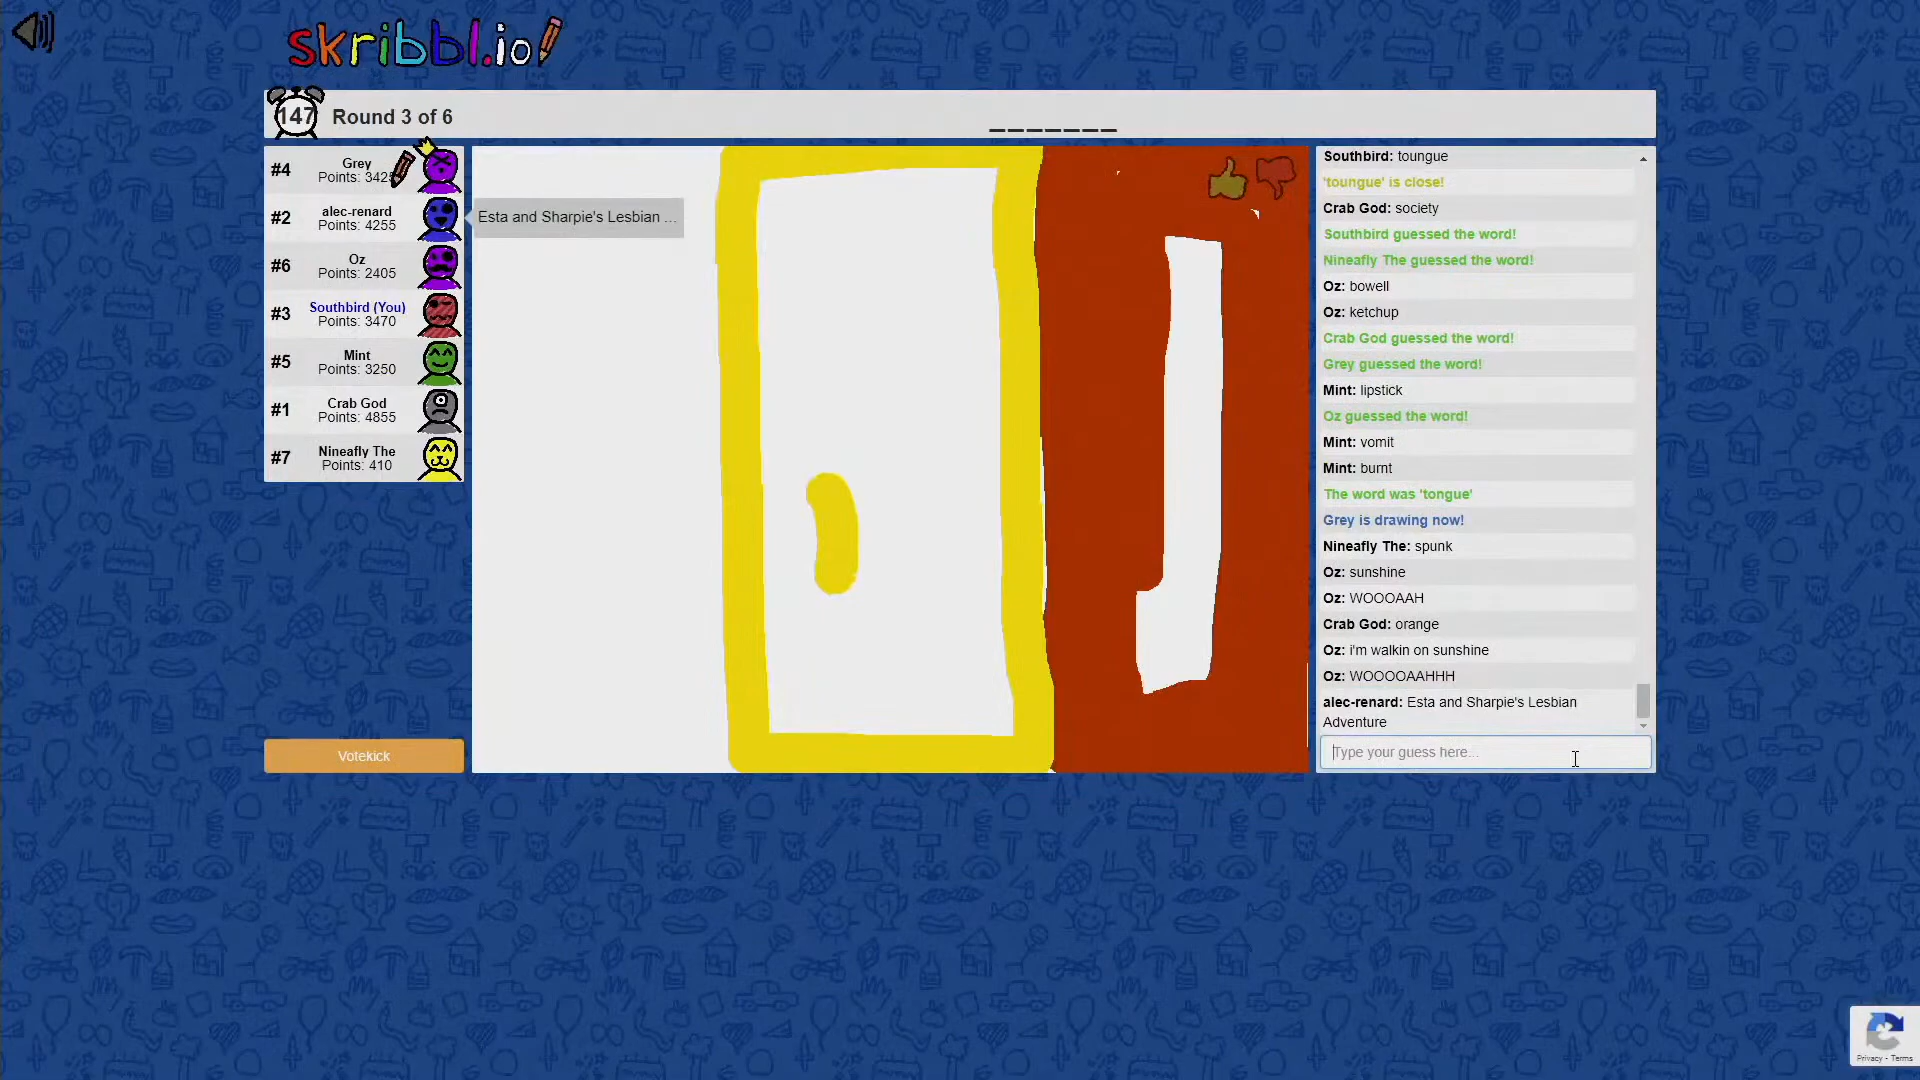 skribbl.io
147
Round 3 of 6
_______
#4
Grey
Points: 3425
#2
alec-renard
Points: 4255
#6
Oz
Points: 2405
#3
Southbird (You)
Points: 3470
#5
Mint
Points: 3250
#1
Crab God
Points: 4855
#7
Nineafly The
Points: 410
Votekick
Esta and Sharpie's Lesbian ...
Southbird: toungue
'toungue' is close!
Crab God: society
Southbird guessed the word!
Nineafly The guessed the word!
Oz: bowell
Oz: ketchup
Crab God guessed the word!
Grey guessed the word!
Mint: lipstick
Oz guessed the word!
Mint: vomit
Mint: burnt
The word was 'tongue'
Grey is drawing now!
Nineafly The: spunk
Oz: sunshine
Oz: WOOOAAH
Crab God: orange
Oz: i'm walkin on sunshine
Oz: WOOOOAAHHH
alec-renard: Esta and Sharpie's Lesbian
Adventure
Type your guess here...
Privacy - Terms